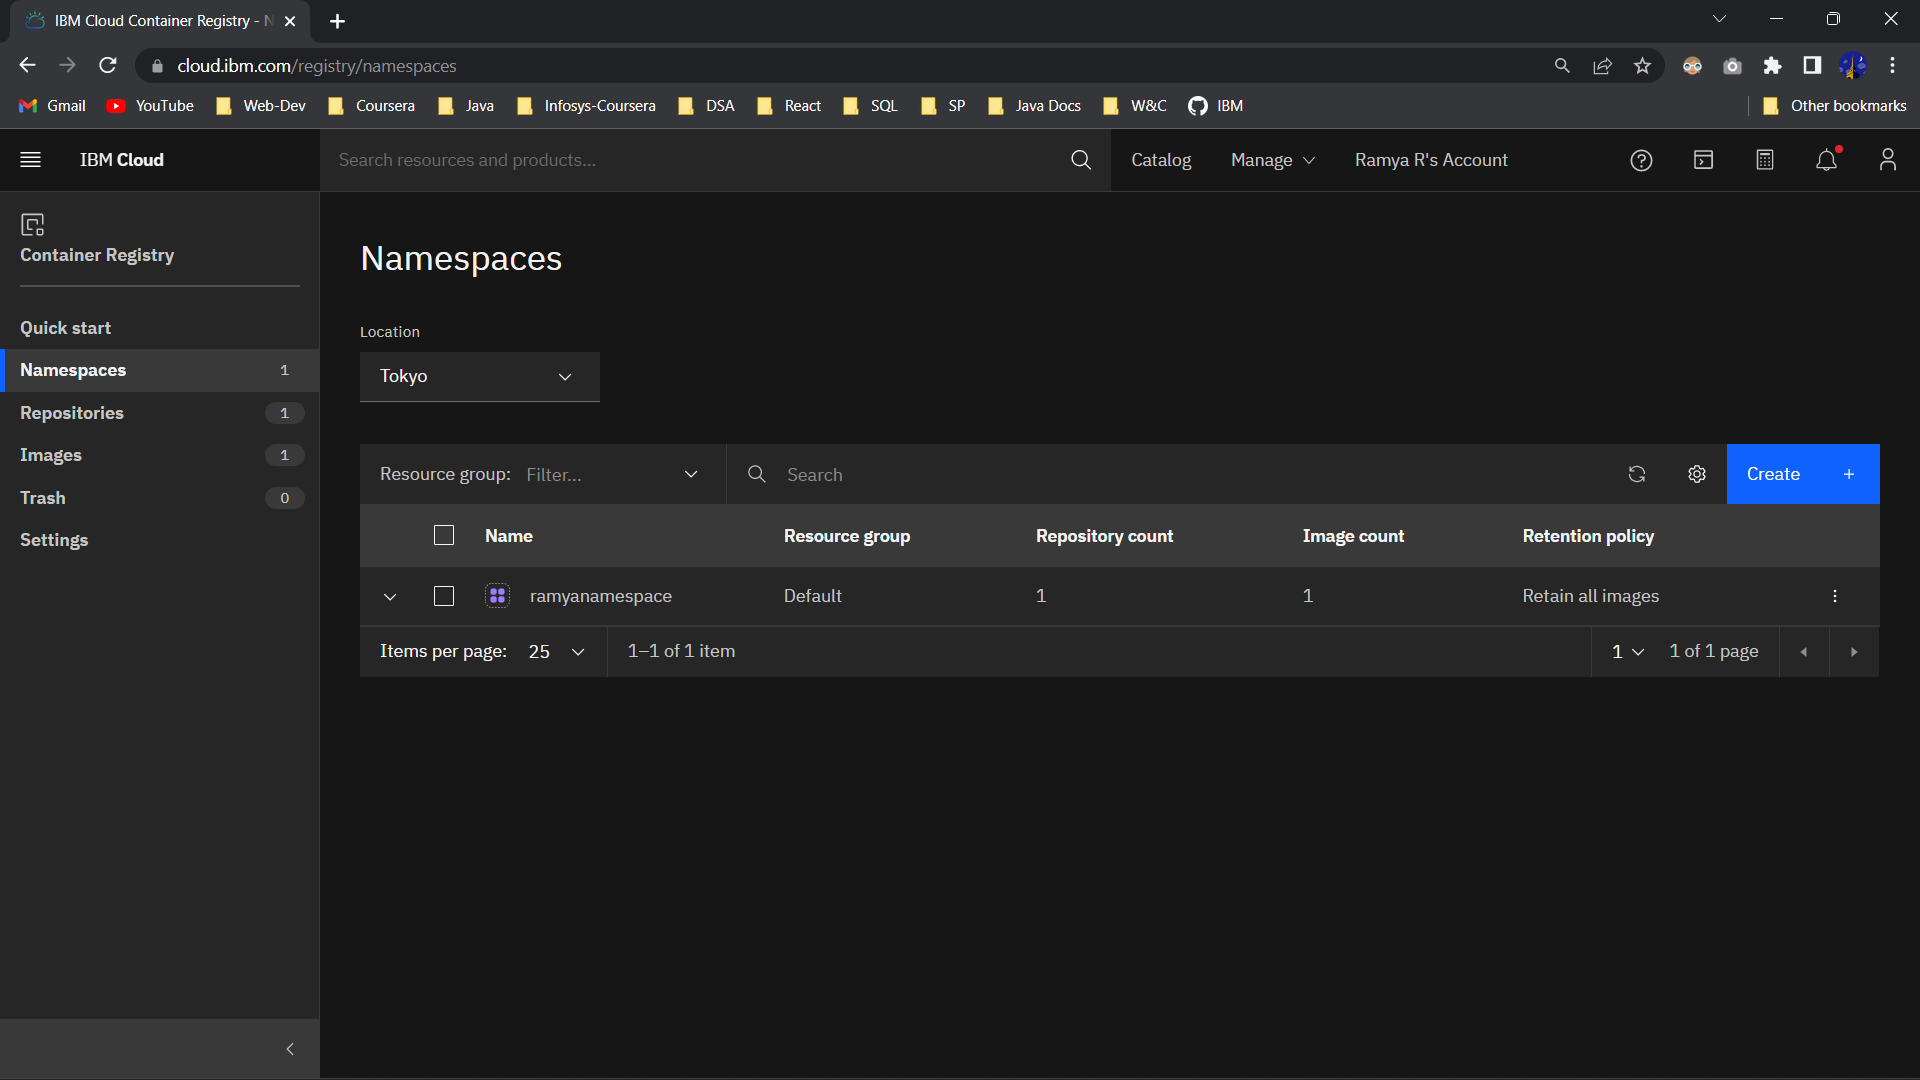 IBM Cloud Container Registry - N
cloud.ibm.com/registry/namespaces
Gmail YouTube Web-Dev Coursera Java Infosys-Coursera DSA React SQL SP Java Docs W&C IBM Other bookmarks
IBM Cloud Search resources and products... Catalog Manage Ramya R's Account
Container Registry
Quick start
Namespaces 1
Repositories 1
Images 1
Trash 0
Settings
Namespaces
Location
Tokyo
Resource group: Filter... Search Create +
Name Resource group Repository count Image count Retention policy
ramyanamespace Default 1 1 Retain all images
Items per page: 25 1–1 of 1 item 1 1 of 1 page